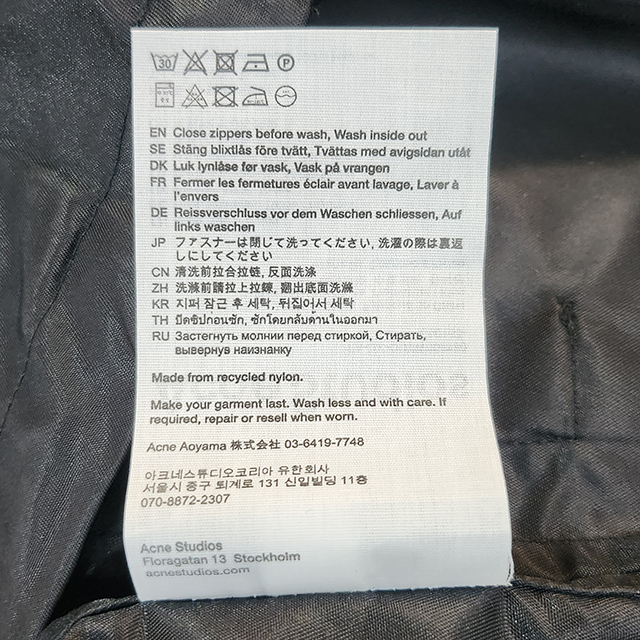 30 P
EN Close zippers before wash, Wash inside out
SE Stäng blixtlås före tvätt, Tvättas med avigsidan utåt
DK Luk lynlåse før vask, Vask på vrangen
FR Fermer les fermetures éclair avant lavage, Laver à
l'envers
DE Reissverschluss vor dem Waschen schliessen, Auf
links waschen
JP ファスナーは閉じて洗ってください, 洗濯の際は裏返
しにしてください
CN 清洗前拉合拉链, 反面洗涤
ZH 洗滌前請拉上拉鍊, 翻出底面洗滌
KR 지퍼 잠근 후 세탁, 뒤집어서 세탁
TH ปิดซิปก่อนซัก, ซักโดยกลับด้านในออกมา
RU Застегнуть молнии перед стиркой, Стирать,
вывернув наизнанку
Made from recycled nylon.
Make your garment last. Wash less and with care. If
required, repair or resell when worn.
Acne Aoyama 株式会社 03-6419-7748
아크네스튜디오코리아 유한회사
서울시 중구 퇴계로 131 신일빌딩 11층
070-8872-2307
Acne Studios
Floragatan 13 Stockholm
acnestudios.com